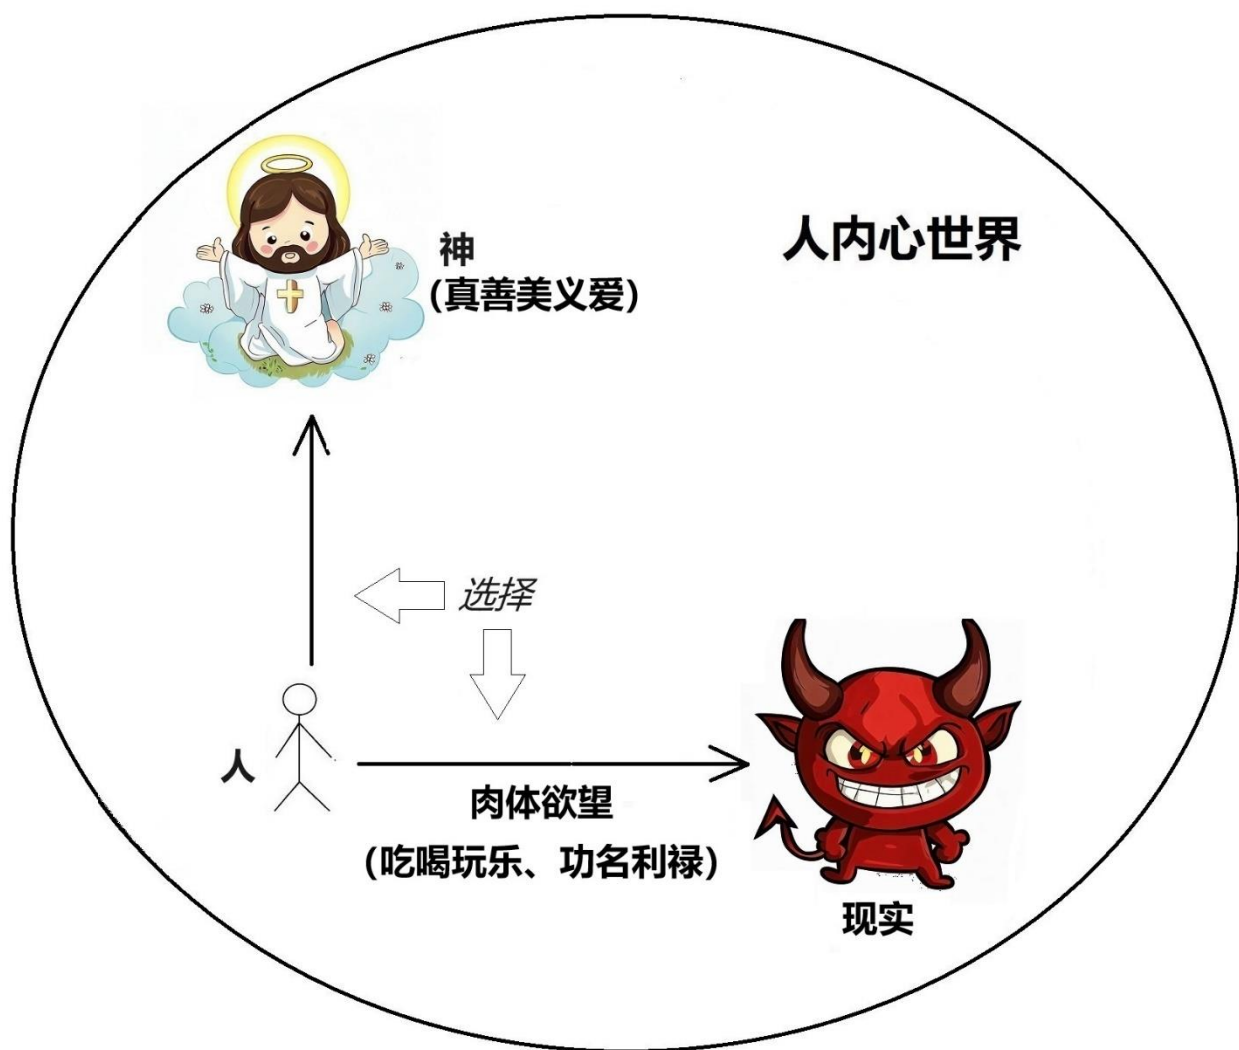 人内心世界
神
(真善美义爱)
选择
人
肉体欲望
(吃喝玩乐、功名利禄)
现实